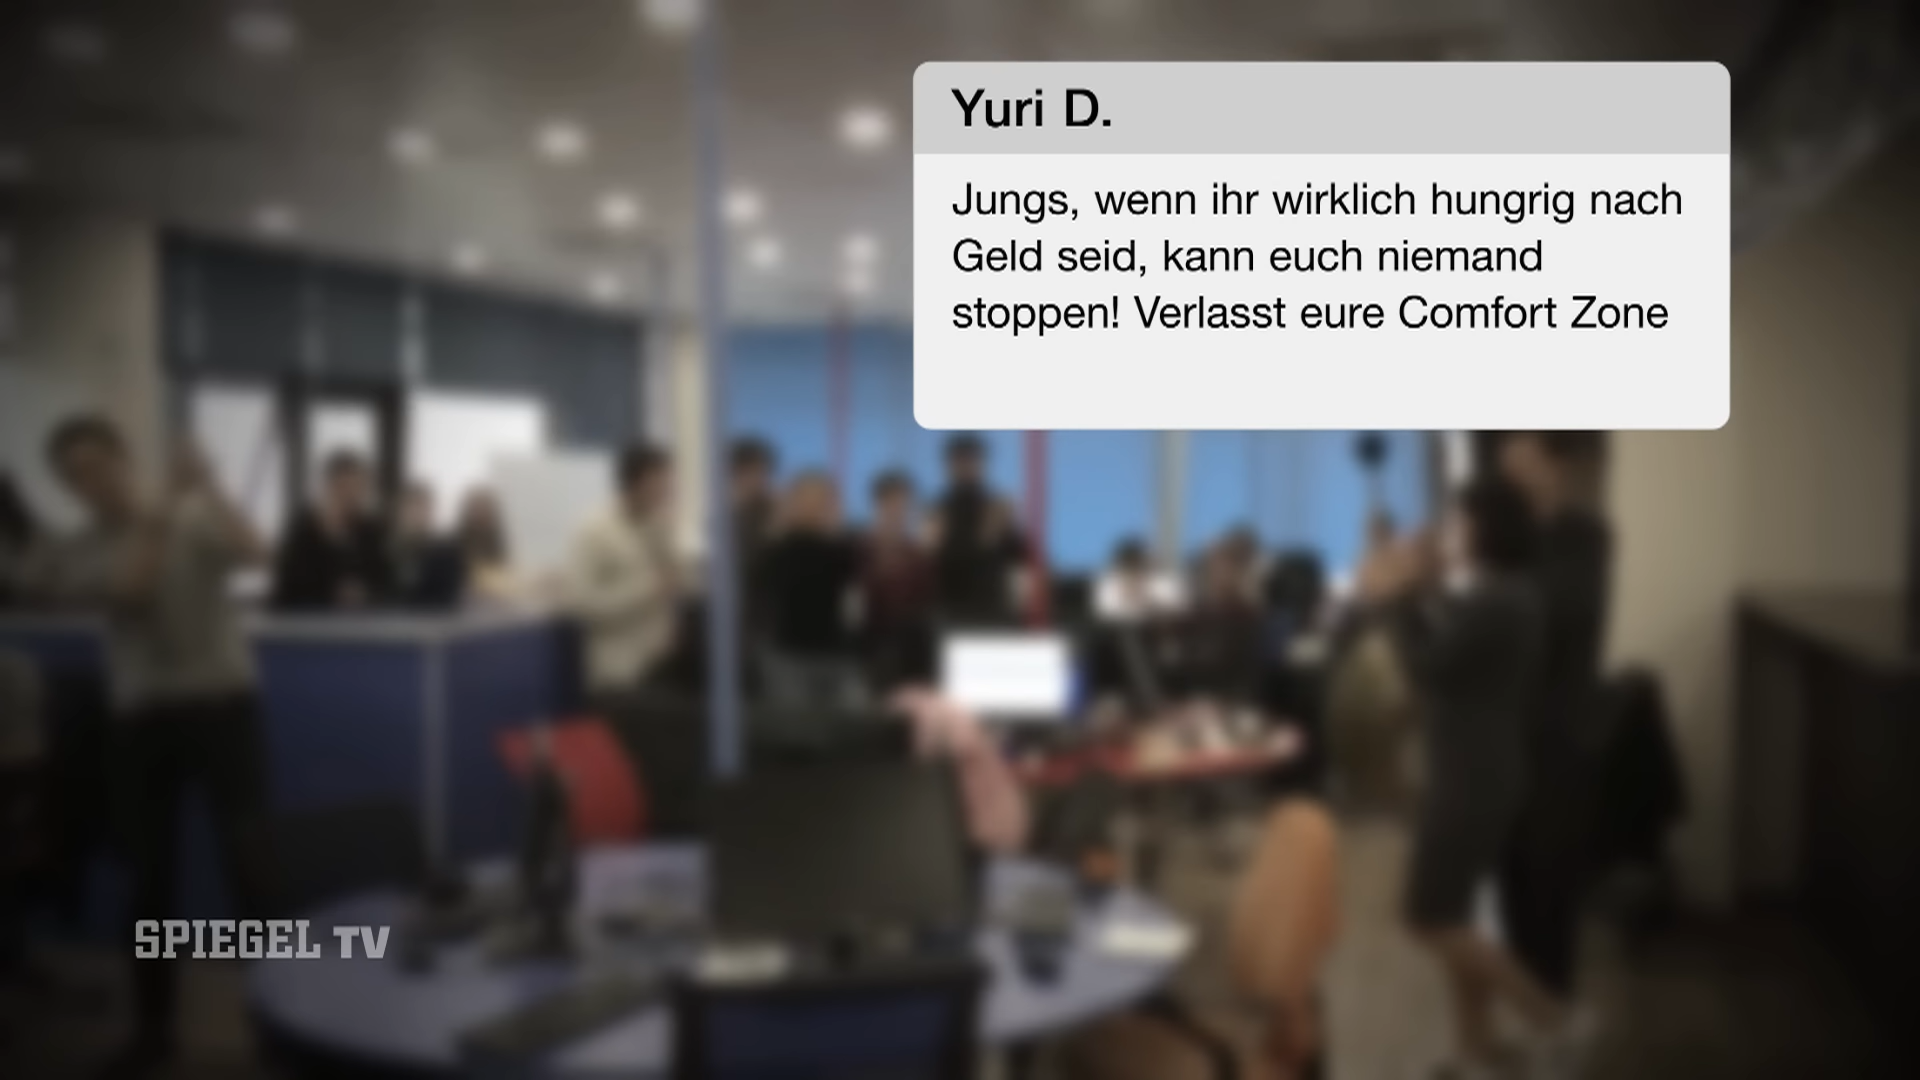 Yuri D.
Jungs, wenn ihr wirklich hungrig nach
Geld seid, kann euch niemand
stoppen! Verlasst eure Comfort Zone
SPIEGEL TV